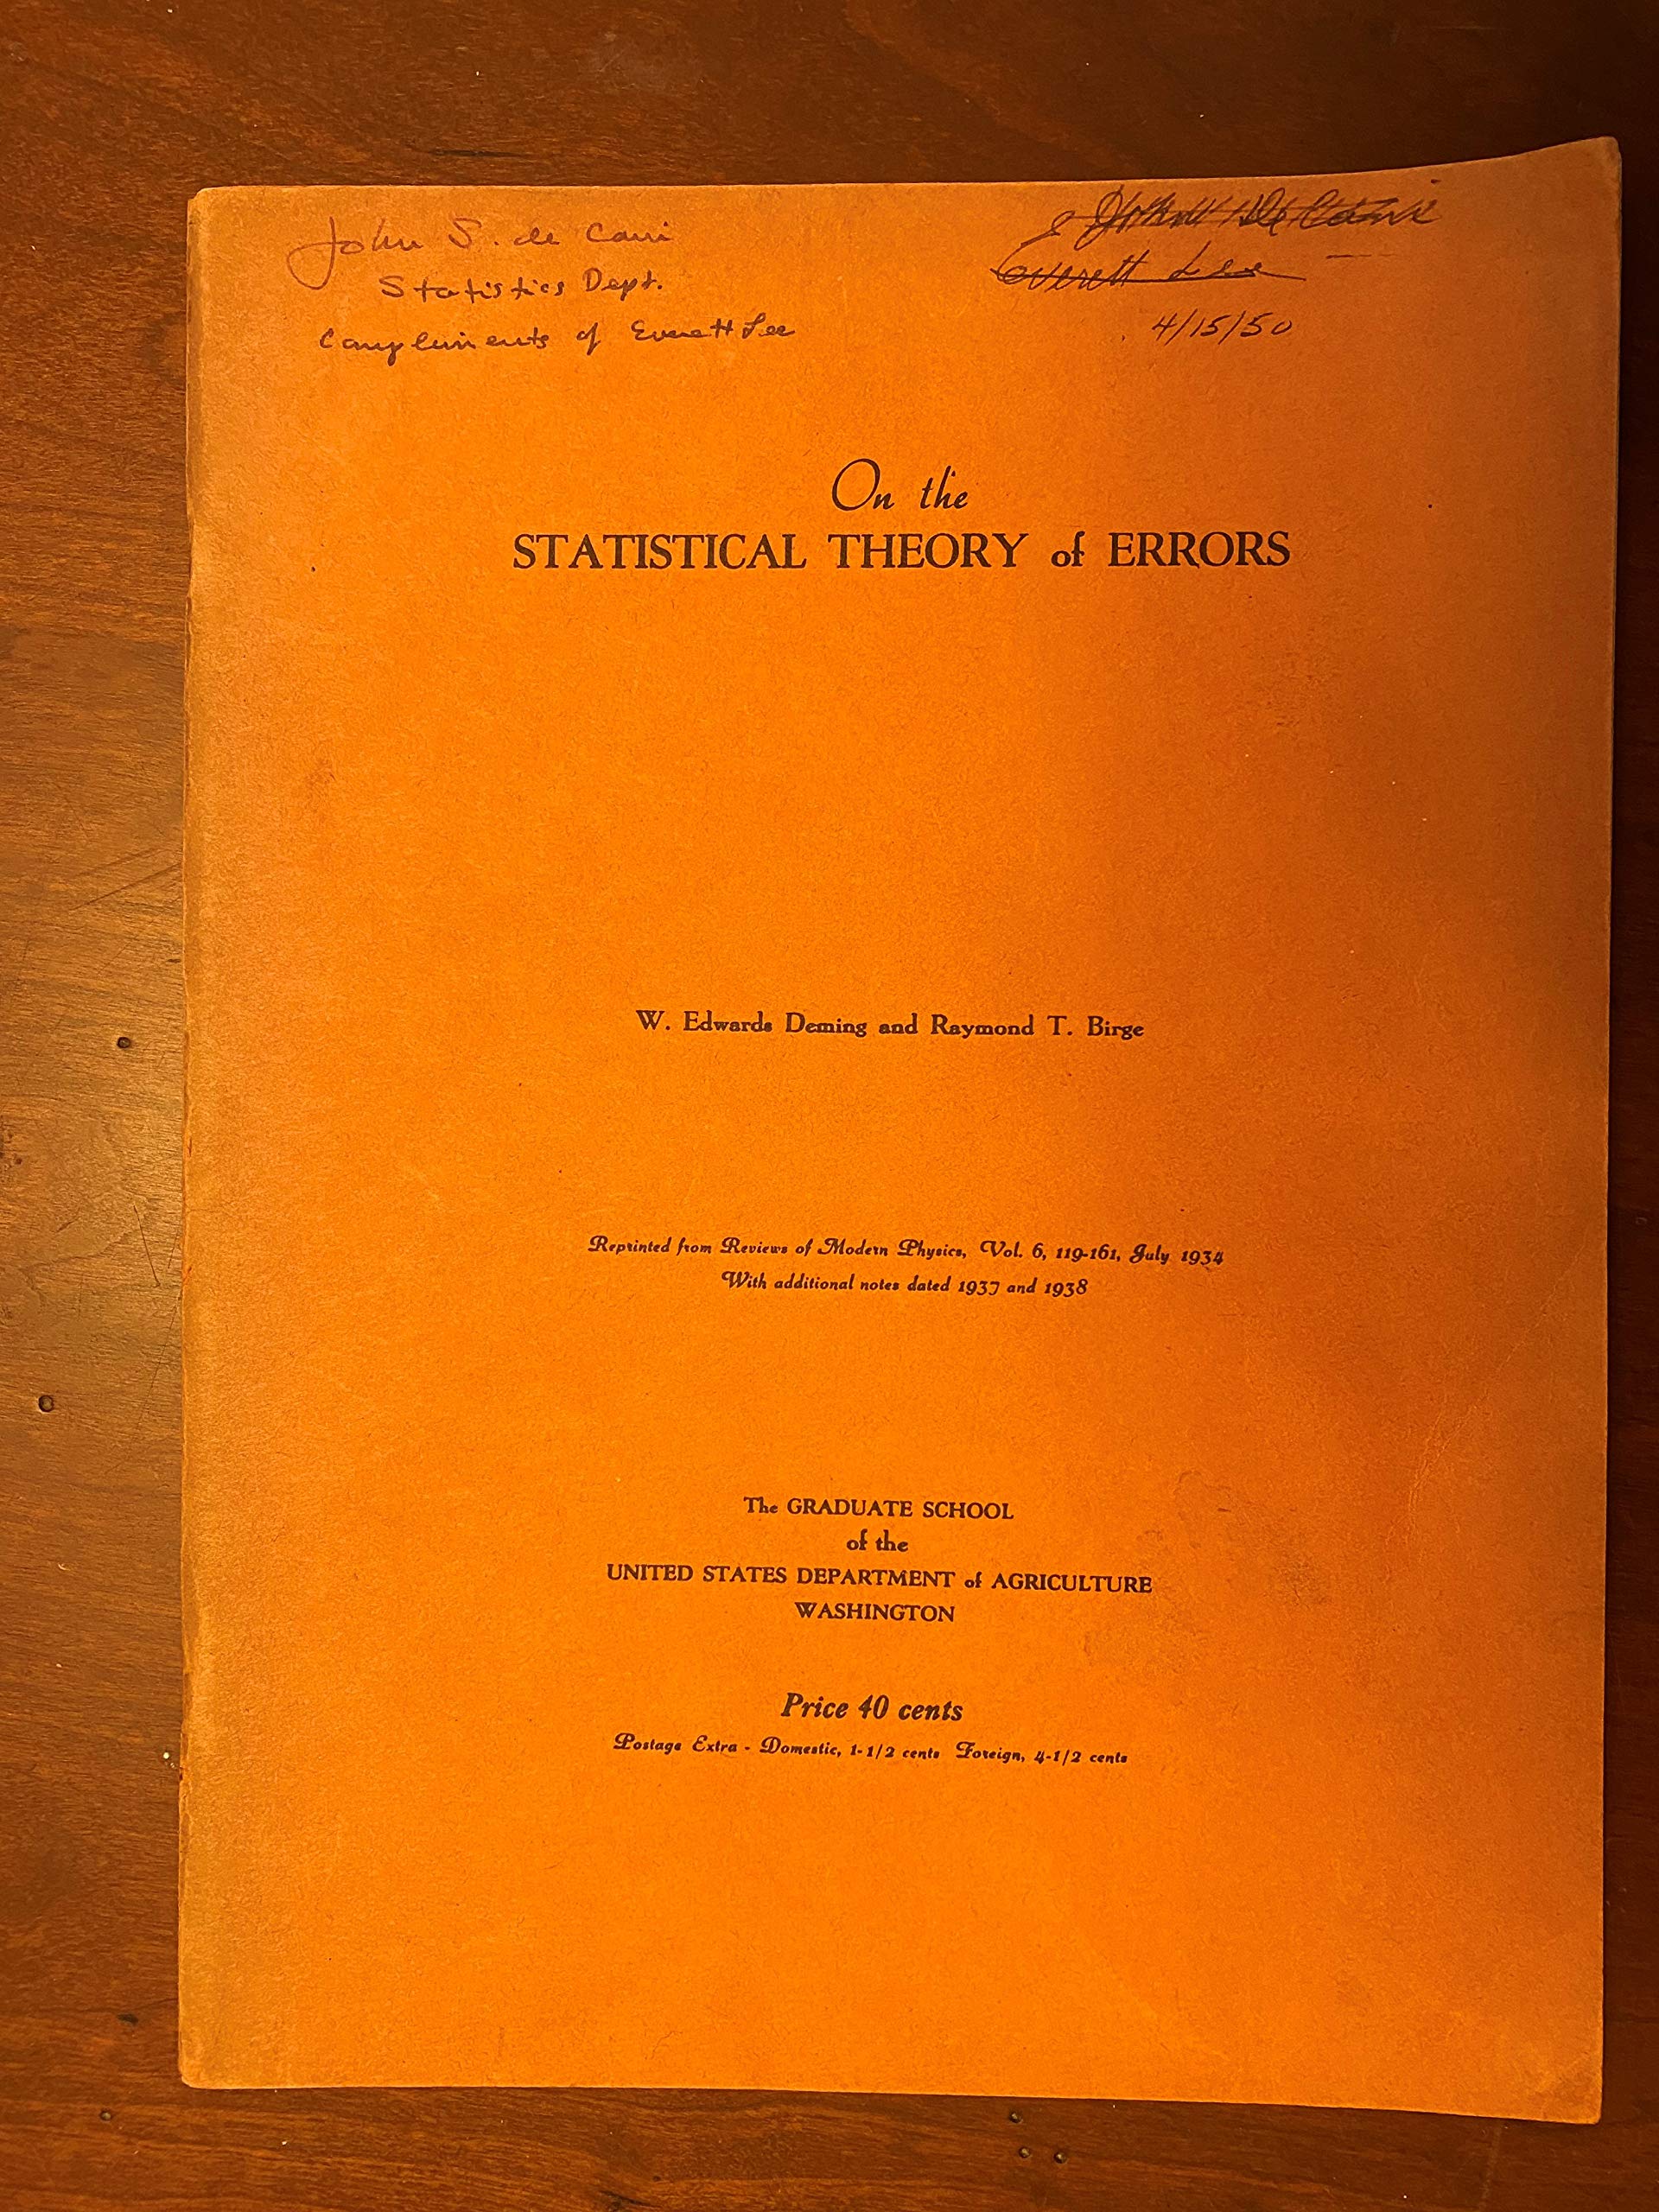 John S. de Cani
Statistics Dept.
Compliments of Everett Lee
Everett Lee
4/15/50
On the
STATISTICAL THEORY of ERRORS
W. Edwards Deming and Raymond T. Birge
Reprinted from Reviews of Modern Physics, Vol. 6, 119-161, July 1934
With additional notes dated 1937 and 1938
The GRADUATE SCHOOL
of the
UNITED STATES DEPARTMENT of AGRICULTURE
WASHINGTON
Price 40 cents
Postage Extra - Domestic, 1-1/2 cents Foreign, 4-1/2 cents